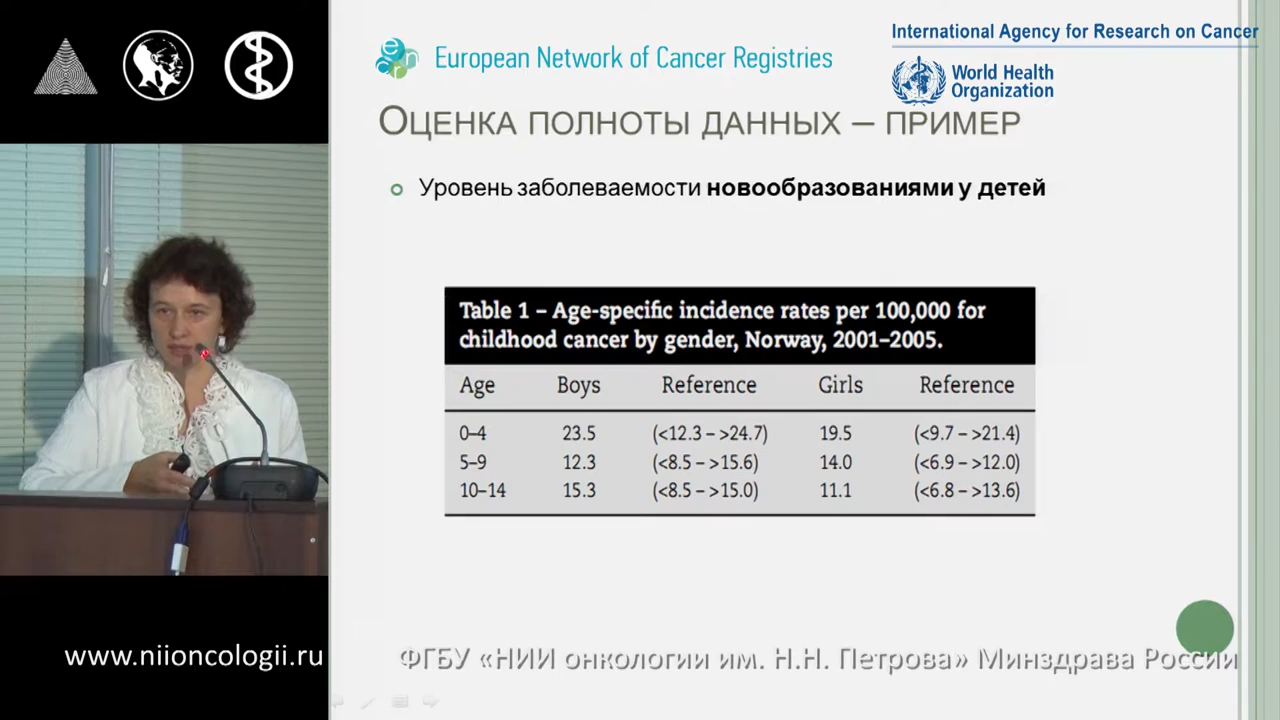 European Network of Cancer Registries
International Agency for Research on Cancer
World Health
Organization
ОЦЕНКА ПОЛНОТЫ ДАННЫХ – ПРИМЕР
Уровень заболеваемости новообразованиями у детей
Table 1 – Age-specific incidence rates per 100,000 for
childhood cancer by gender, Norway, 2001–2005.
Age Boys Reference Girls Reference
0–4 23.5 (<12.3 – >24.7) 19.5 (<9.7 – >21.4)
5–9 12.3 (<8.5 – >15.6) 14.0 (<6.9 – >12.0)
10–14 15.3 (<8.5 – >15.0) 11.1 (<6.8 – >13.6)
www.niioncologii.ru
ФГБУ «НИИ онкологии им. Н.Н. Петрова» Минздрава России